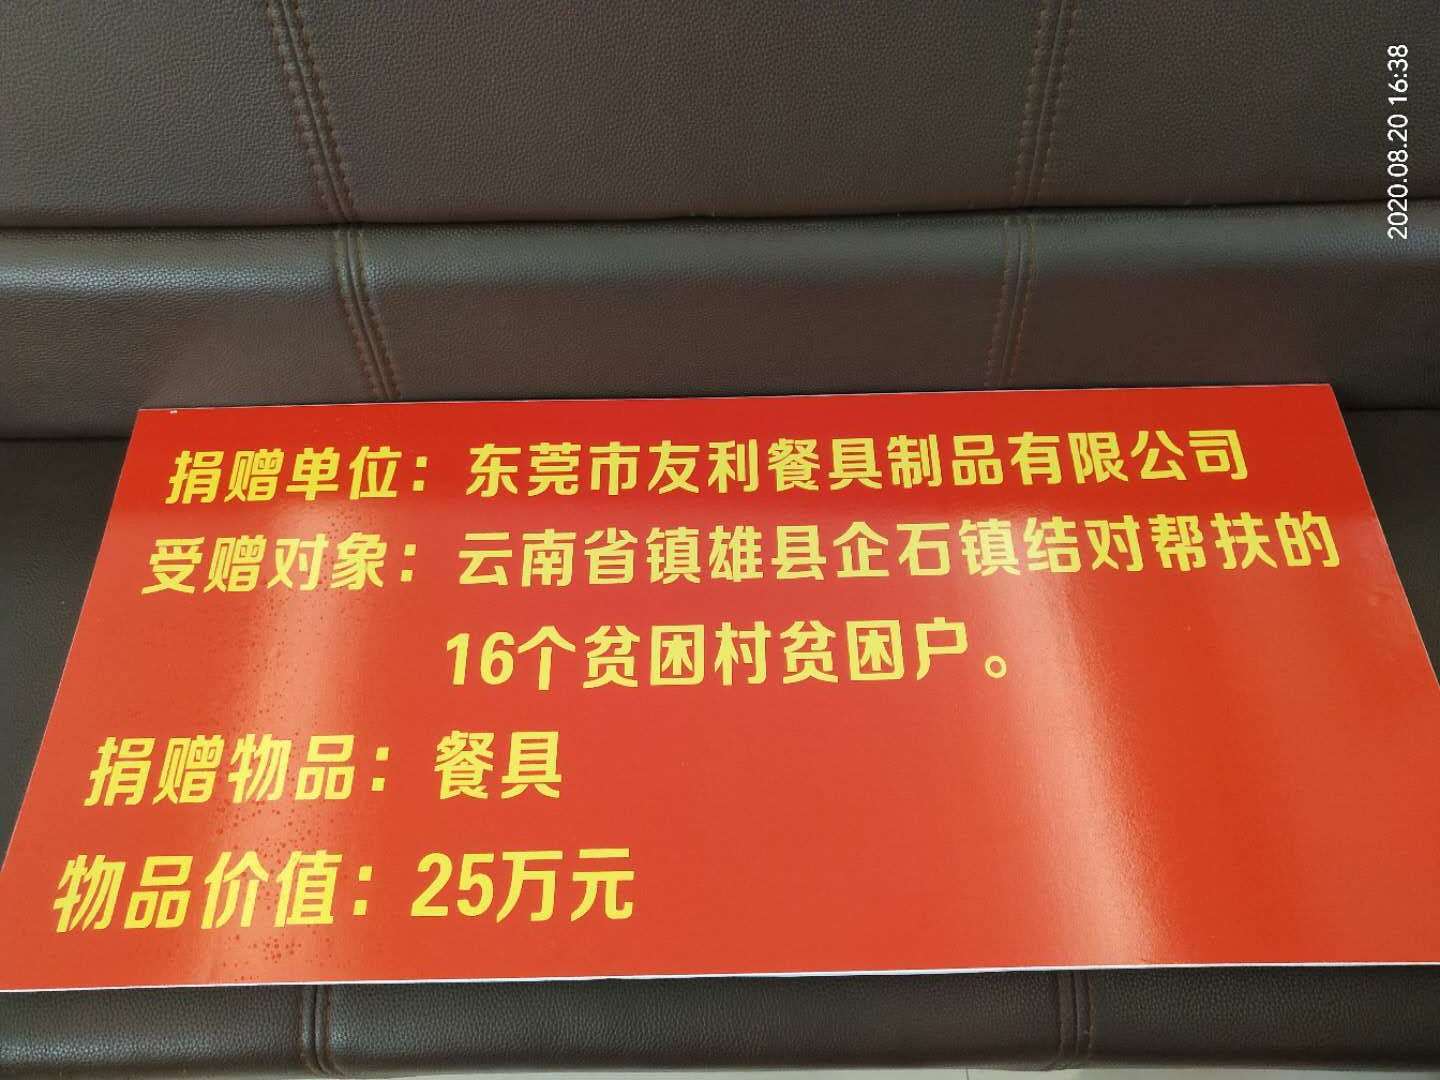 2020.08.20 16:38
捐赠单位：东莞市友利餐具制品有限公司
受赠对象：云南省镇雄县企石镇结对帮扶的
16个贫困村贫困户。
捐赠物品：餐具
物品价值：25万元